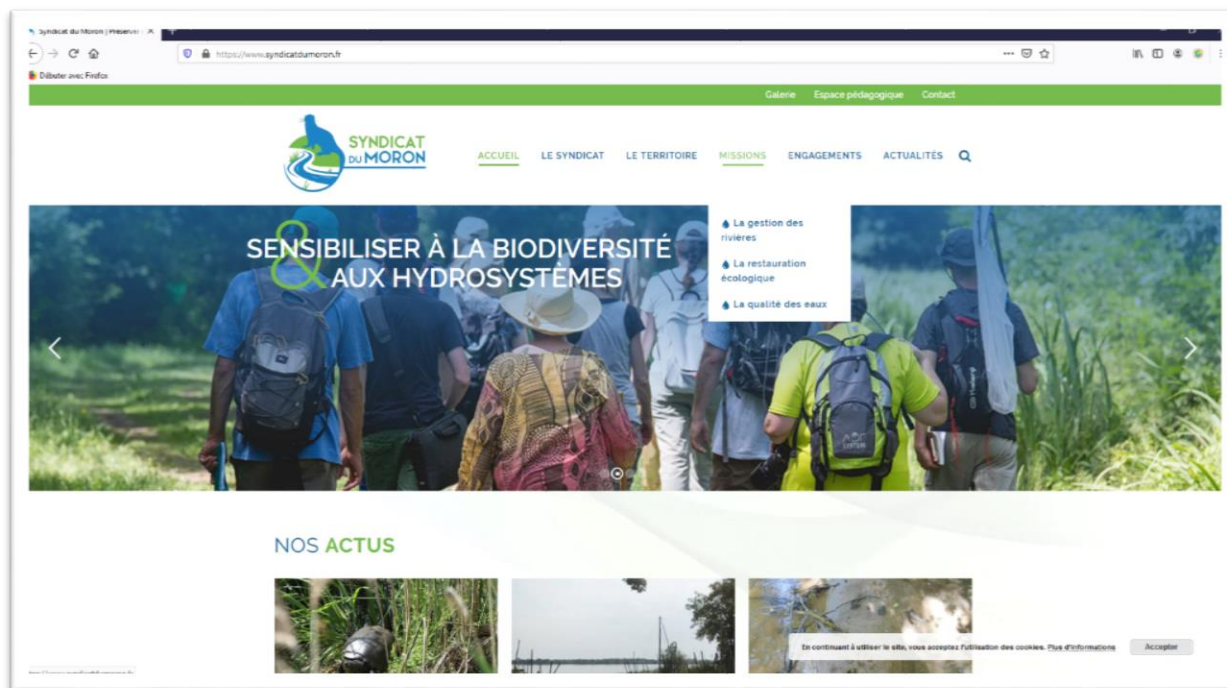 Syndicat du Moron | Préserver
https://www.syndicatdumoron.fr
Débuter avec Firefox
Galerie Espace pédagogique Contact
SYNDICAT
DU MORON
ACCUEIL LE SYNDICAT LE TERRITOIRE MISSIONS ENGAGEMENTS ACTUALITÉS
La gestion des
rivières
La restauration
écologique
La qualité des eaux
SENSIBILISER À LA BIODIVERSITÉ
& AUX HYDROSYSTÈMES
NOS ACTUS
En continuant à utiliser le site, vous acceptez l'utilisation des cookies. Plus d'informations
Accepter